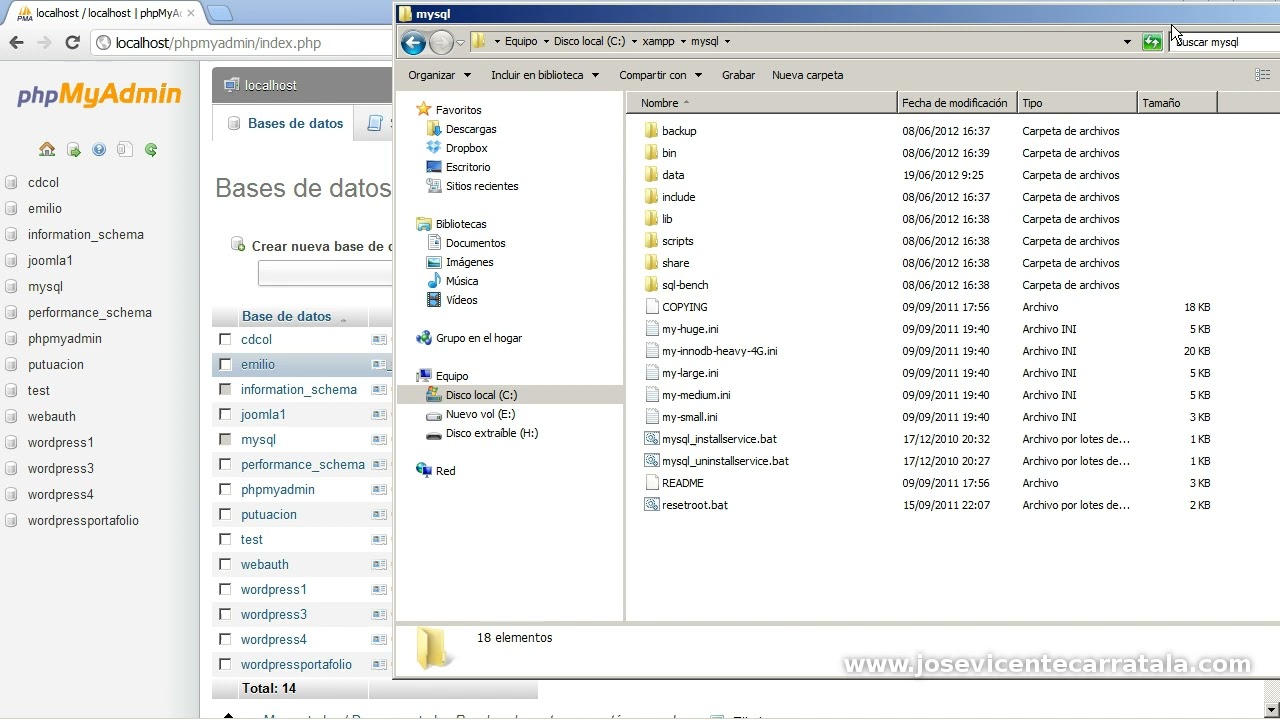 localhost / localhost | phpMyA
localhost/phpmyadmin/index.php
phpMyAdmin
cdcol
emilio
information_schema
joomla1
mysql
performance_schema
phpmyadmin
putuacion
test
webauth
wordpress1
wordpress3
wordpress4
wordpressportafolio
localhost
Bases de datos
Bases de datos
Crear nueva base de
Base de datos
cdcol
emilio
information_schema
joomla1
mysql
performance_schema
phpmyadmin
putuacion
test
webauth
wordpress1
wordpress3
wordpress4
wordpressportafolio
Total: 14
mysql
Equipo Disco local (C:) xampp mysql
Buscar mysql
Organizar Incluir en biblioteca Compartir con Grabar Nueva carpeta
Favoritos
Descargas
Dropbox
Escritorio
Sitios recientes
Bibliotecas
Documentos
Imágenes
Música
Vídeos
Grupo en el hogar
Equipo
Disco local (C:)
Nuevo vol (E:)
Disco extraíble (H:)
Red
Nombre Fecha de modificación Tipo Tamaño
backup 08/06/2012 16:37 Carpeta de archivos
bin 08/06/2012 16:39 Carpeta de archivos
data 19/06/2012 9:25 Carpeta de archivos
include 08/06/2012 16:37 Carpeta de archivos
lib 08/06/2012 16:38 Carpeta de archivos
scripts 08/06/2012 16:38 Carpeta de archivos
share 08/06/2012 16:38 Carpeta de archivos
sql-bench 08/06/2012 16:38 Carpeta de archivos
COPYING 09/09/2011 17:56 Archivo 18 KB
my-huge.ini 09/09/2011 19:40 Archivo INI 5 KB
my-innodb-heavy-4G.ini 09/09/2011 19:40 Archivo INI 20 KB
my-large.ini 09/09/2011 19:40 Archivo INI 5 KB
my-medium.ini 09/09/2011 19:40 Archivo INI 5 KB
my-small.ini 09/09/2011 19:40 Archivo INI 3 KB
mysql_installservice.bat 17/12/2010 20:32 Archivo por lotes de... 1 KB
mysql_uninstallservice.bat 17/12/2010 20:27 Archivo por lotes de... 1 KB
README 09/09/2011 17:56 Archivo 3 KB
resetroot.bat 15/09/2011 22:07 Archivo por lotes de... 2 KB
18 elementos
www.josevicentecarratala.com